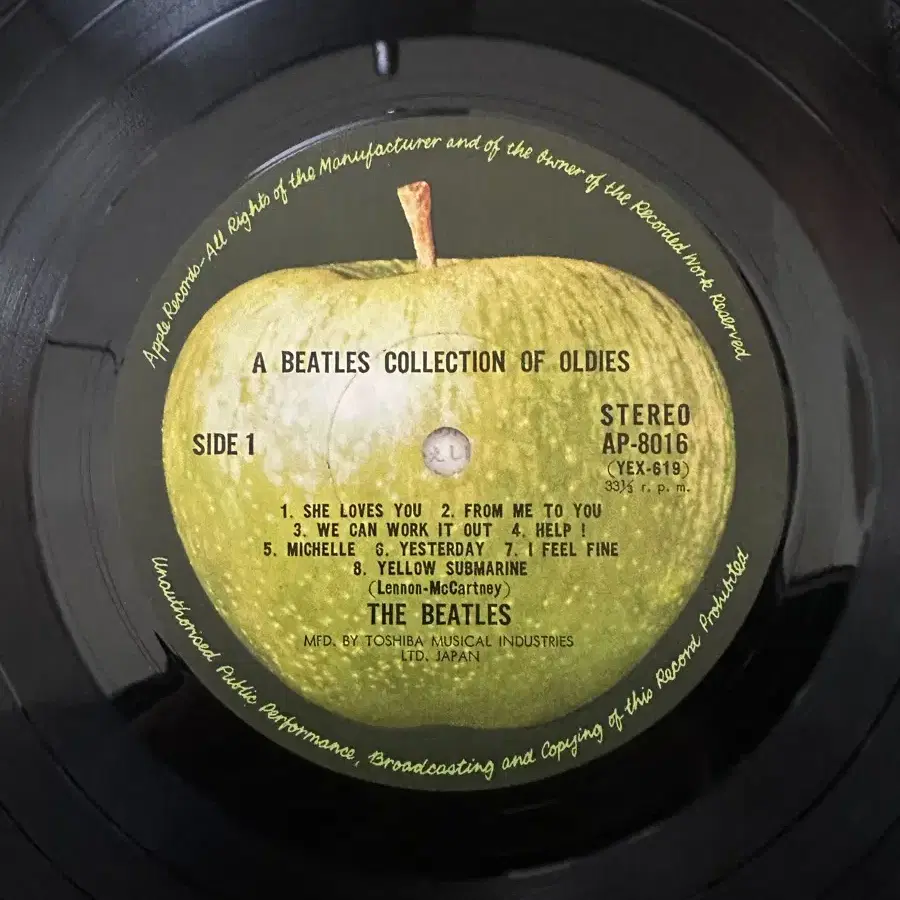 Apple Records-All Rights of the Manufacturer and of the Owner of the Recorded Work Reserved
A BEATLES COLLECTION OF OLDIES
STEREO
SIDE 1
AP-8016
(YEX-619)
33⅓ r. p. m.
1. SHE LOVES YOU 2. FROM ME TO YOU
3. WE CAN WORK IT OUT 4. HELP !
5. MICHELLE 6. YESTERDAY 7. I FEEL FINE
8. YELLOW SUBMARINE
(Lennon-McCartney)
THE BEATLES
MFD. BY TOSHIBA MUSICAL INDUSTRIES
LTD. JAPAN
Unauthorised Public Performance, Broadcasting and Copying of this Record Prohibited